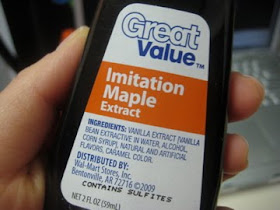 Great
Value™
Imitation
Maple
Extract
INGREDIENTS: VANILLA EXTRACT [VANILLA
BEAN EXTRACTIVE IN WATER, ALCOHOL,
CORN SYRUP], NATURAL AND ARTIFICIAL
FLAVORS, CARAMEL COLOR.
DISTRIBUTED BY:
Wal-Mart Stores, Inc.
Bentonville, AR 72716 ©2009
CONTAINS SULFITES
NET 2 FL OZ (59mL)